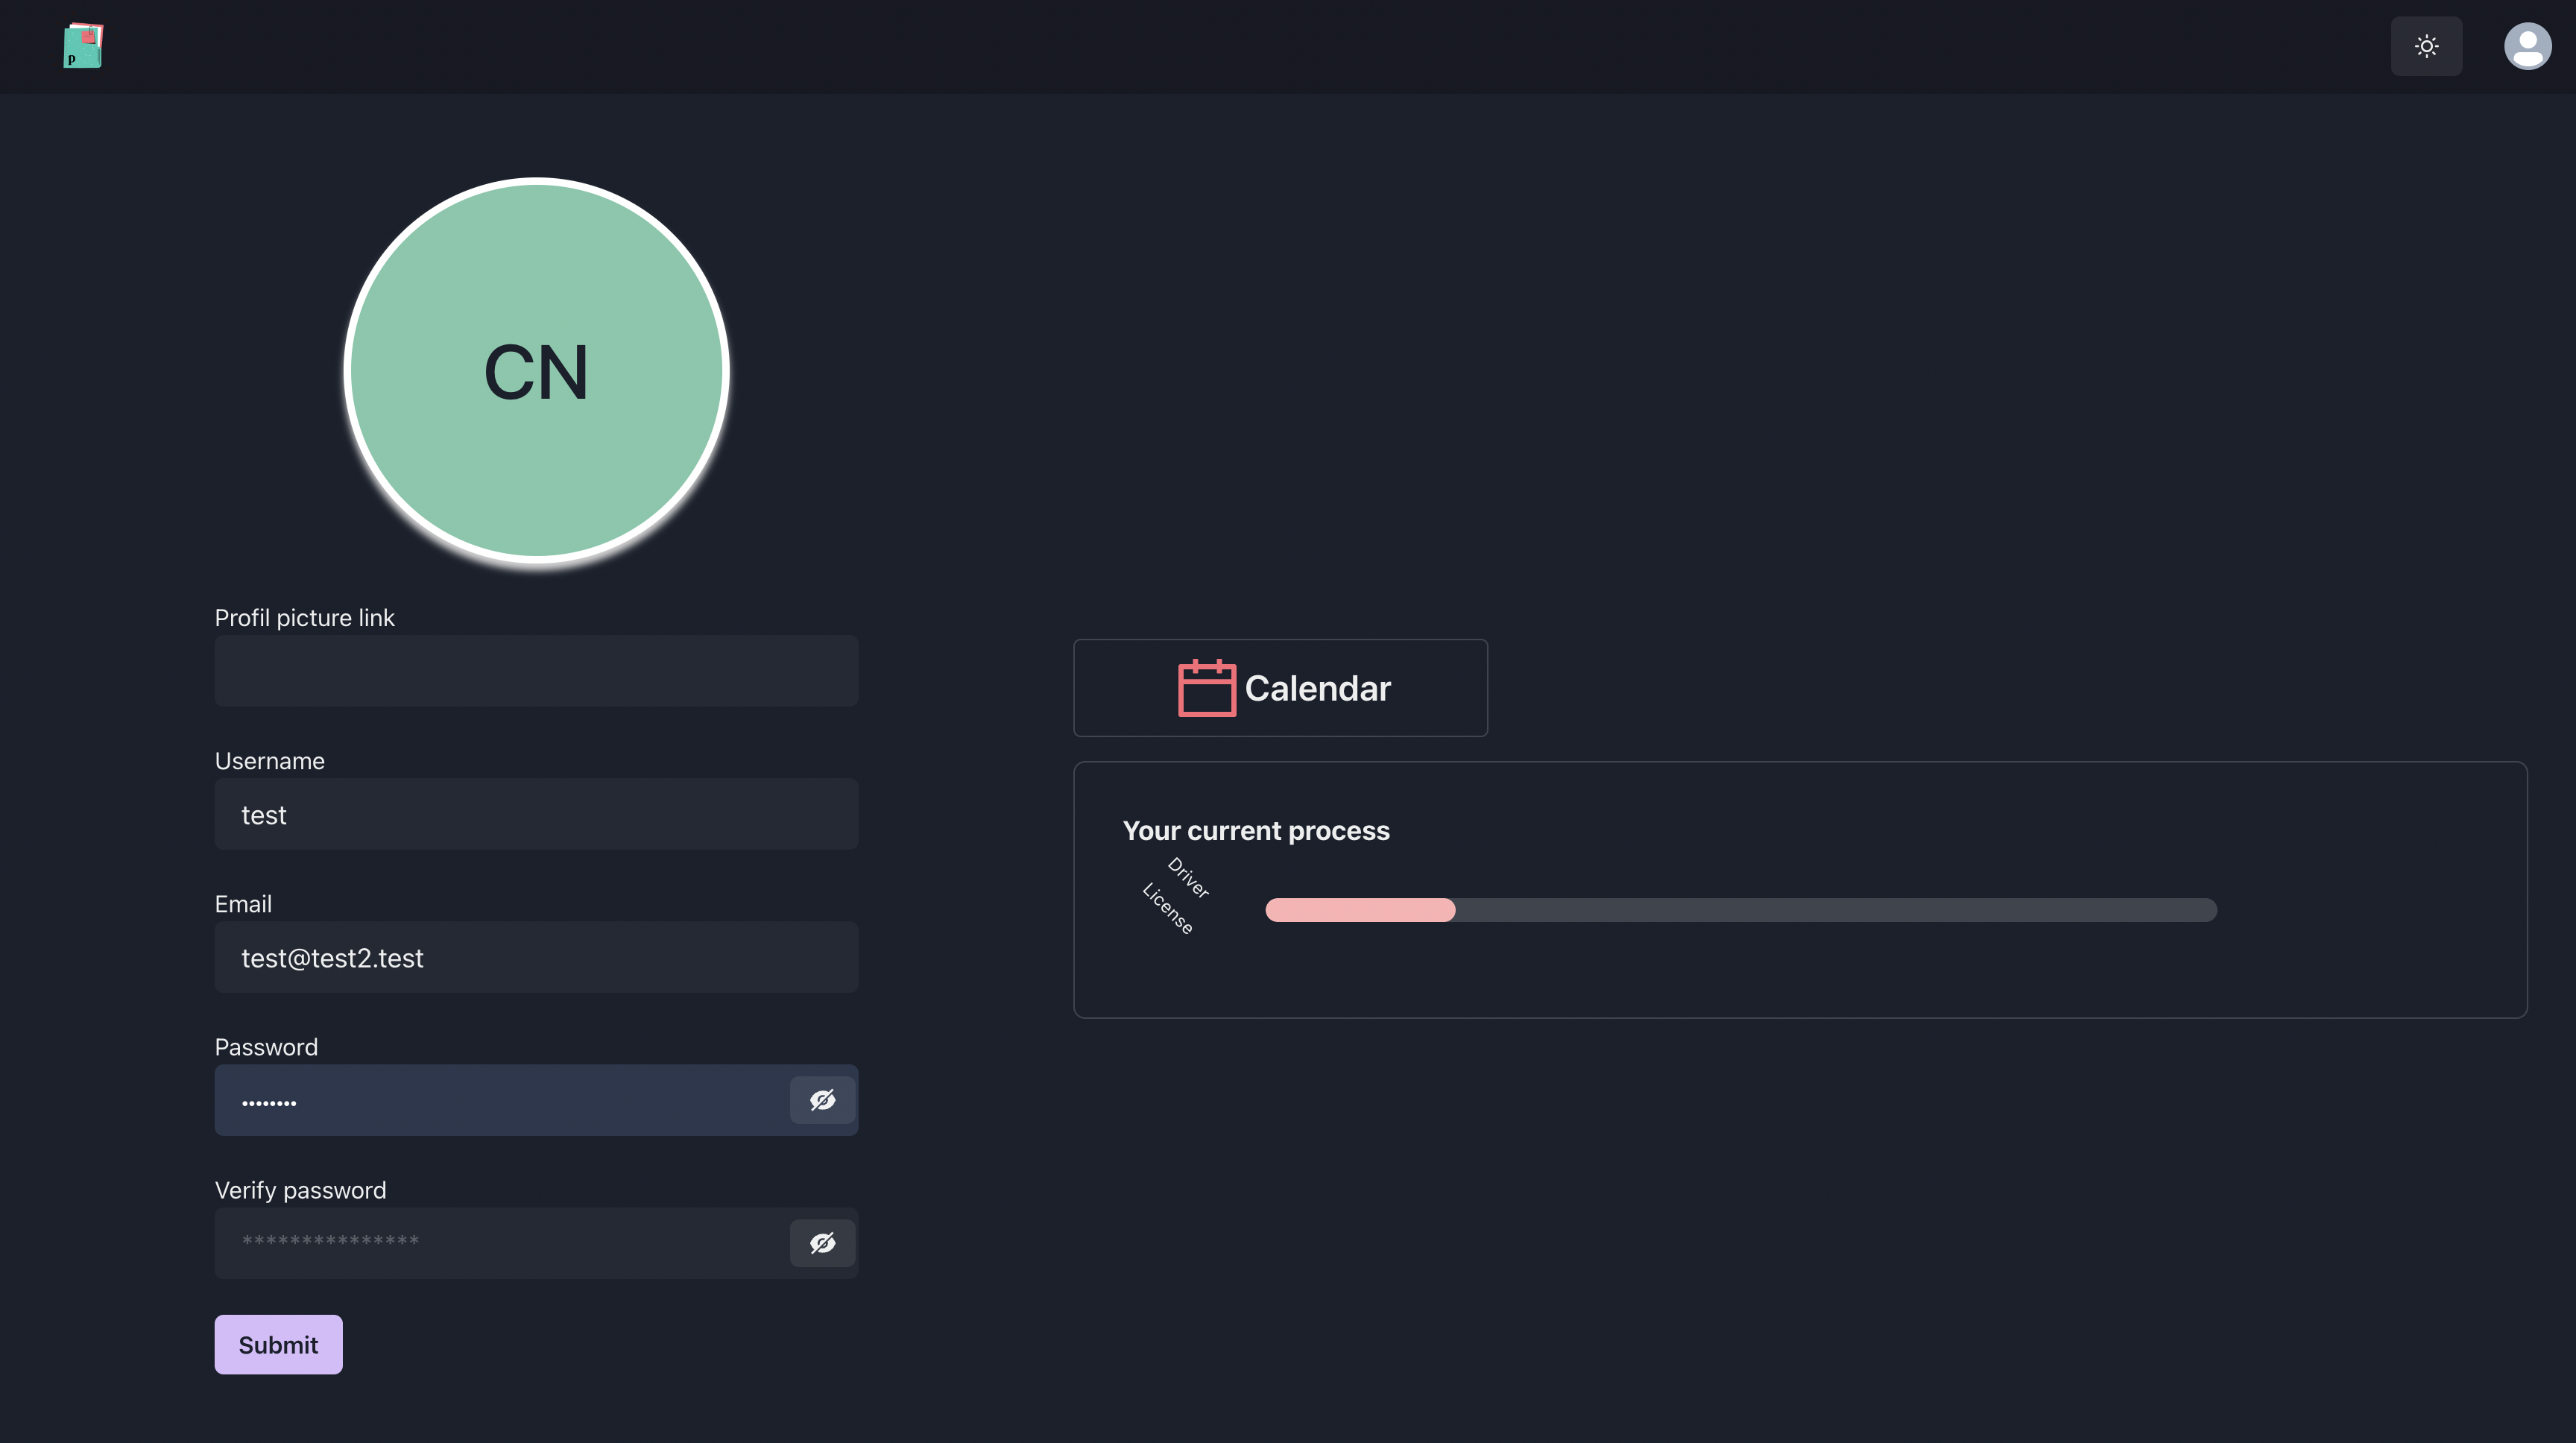 p
CN
Profil picture link
Username
test
Email
test@test2.test
Password
••••••••
Verify password
***************
Submit
Calendar
Your current process
Driver
License